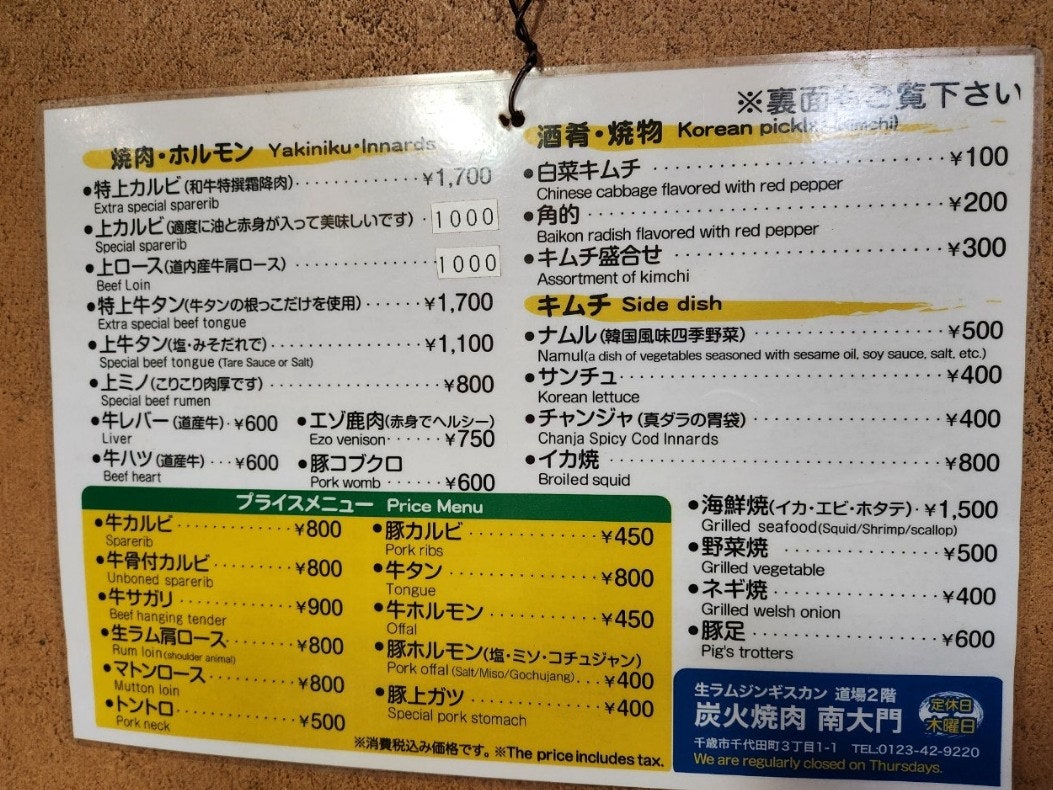 ※裏面もご覧下さい
焼肉・ホルモン Yakiniku・Innards
●特上カルビ(和牛特撰霜降肉)・・・・・・・・・・・¥1,700
Extra special sparerib
●上カルビ(適度に油と赤身が入って美味しいです)・1000
Special sparerib
●上ロース(道内産牛肩ロース) 1000
Beef Loin
●特上牛タン(牛タンの根っこだけを使用)・・・・・・¥1,700
Extra special beef tongue
●上牛タン(塩・みそだれで)・・・・・・・・・・・・¥1,100
Special beef tongue (Tare Sauce or Salt)
●上ミノ(こりこり肉厚です)・・・・・・・・・・・・¥800
Special beef rumen
●牛レバー(道産牛)・¥600
Liver
●牛ハツ(道産牛)・・・¥600
Beef heart
●エゾ鹿肉(赤身でヘルシー)
Ezo venison・・・・・・¥750
●豚コブクロ
Pork womb・・・・・・¥600
プライスメニュー Price Menu
●牛カルビ・・・・・・・・・・¥800
Sparerib
●牛骨付カルビ・・・・・・・¥800
Unboned sparerib
●牛サガリ・・・・・・・・・・¥900
Beef hanging tender
●生ラム肩ロース・・・・・・¥800
Rum loin(shoulder animal)
●マトンロース・・・・・・・・¥800
Mutton loin
●トントロ・・・・・・・・・・¥500
Pork neck
●豚カルビ・・・・・・・・・・・¥450
Pork ribs
●牛タン・・・・・・・・・・・・¥800
Tongue
●牛ホルモン・・・・・・・・・・¥450
Offal
●豚ホルモン(塩・ミソ・コチュジャン)
Pork offal (Salt/Miso/Gochujang)・・・¥400
●豚上ガツ・・・・・・・・・・・¥400
Special pork stomach
※消費税込み価格です。※The price includes tax.
酒肴・焼物 Korean pickle(kimchi)
●白菜キムチ・・・・・・・・・・・・・・・・・・¥100
Chinese cabbage flavored with red pepper
●角的・・・・・・・・・・・・・・・・・・・・・・¥200
Baikon radish flavored with red pepper
●キムチ盛合せ・・・・・・・・・・・・・・・・・¥300
Assortment of kimchi
キムチ Side dish
●ナムル(韓国風味四季野菜)・・・・・・・・・・・¥500
Namul(a dish of vegetables seasoned with sesame oil, soy sauce, salt, etc.)
●サンチュ・・・・・・・・・・・・・・・・・・・・¥400
Korean lettuce
●チャンジャ(真ダラの胃袋)・・・・・・・・・・・¥400
Chanja Spicy Cod Innards
●イカ焼・・・・・・・・・・・・・・・・・・・・・¥800
Broiled squid
●海鮮焼(イカ・エビ・ホタテ)・¥1,500
Grilled seafood(Squid/Shrimp/scallop)
●野菜焼・・・・・・・・・・・・・¥500
Grilled vegetable
●ネギ焼・・・・・・・・・・・・・¥400
Grilled welsh onion
●豚足・・・・・・・・・・・・・・¥600
Pig's trotters
生ラムジンギスカン 道場2階
炭火焼肉 南大門
定休日
木曜日
千歳市千代田町3丁目1-1 TEL:0123-42-9220
We are regularly closed on Thursdays.